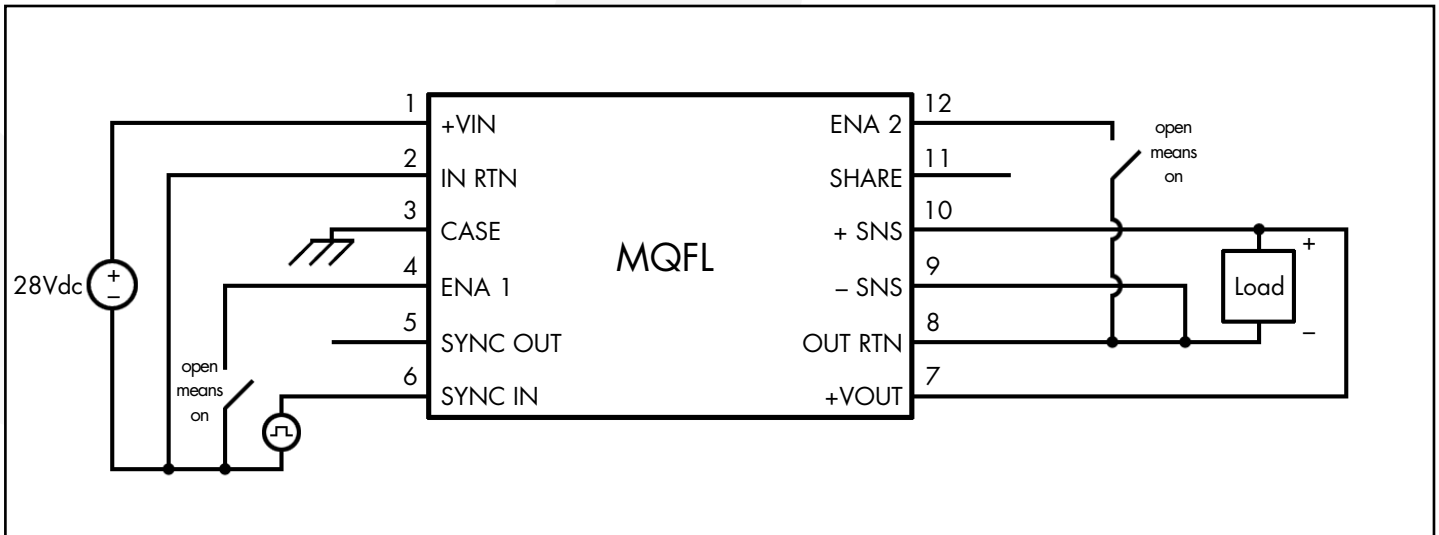 1
+VIN
2
IN RTN
3
CASE
4
ENA 1
5
SYNC OUT
6
SYNC IN
28Vdc
+
−
open
means
on
MQFL
12
ENA 2
11
SHARE
10
+ SNS
9
− SNS
8
OUT RTN
7
+VOUT
open
means
on
Load
+
−